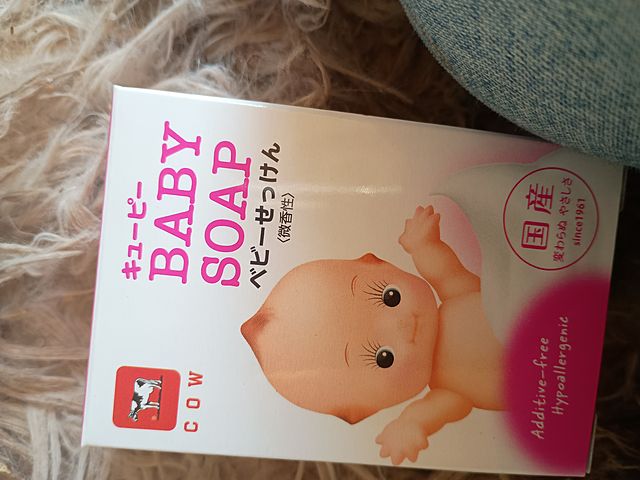 キューピー
BABY
SOAP
ベビーせっけん
〈微香性〉
COW
国産
変わらぬ やさしさ
since1961
Additive-free
Hypoallergenic